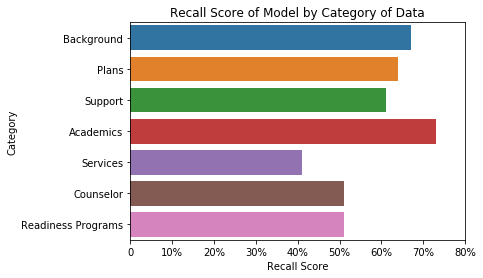 Recall Score of Model by Category of Data
Category
Background
Plans
Support
Academics
Services
Counselor
Readiness Programs
0 10% 20% 30% 40% 50% 60% 70% 80%
Recall Score